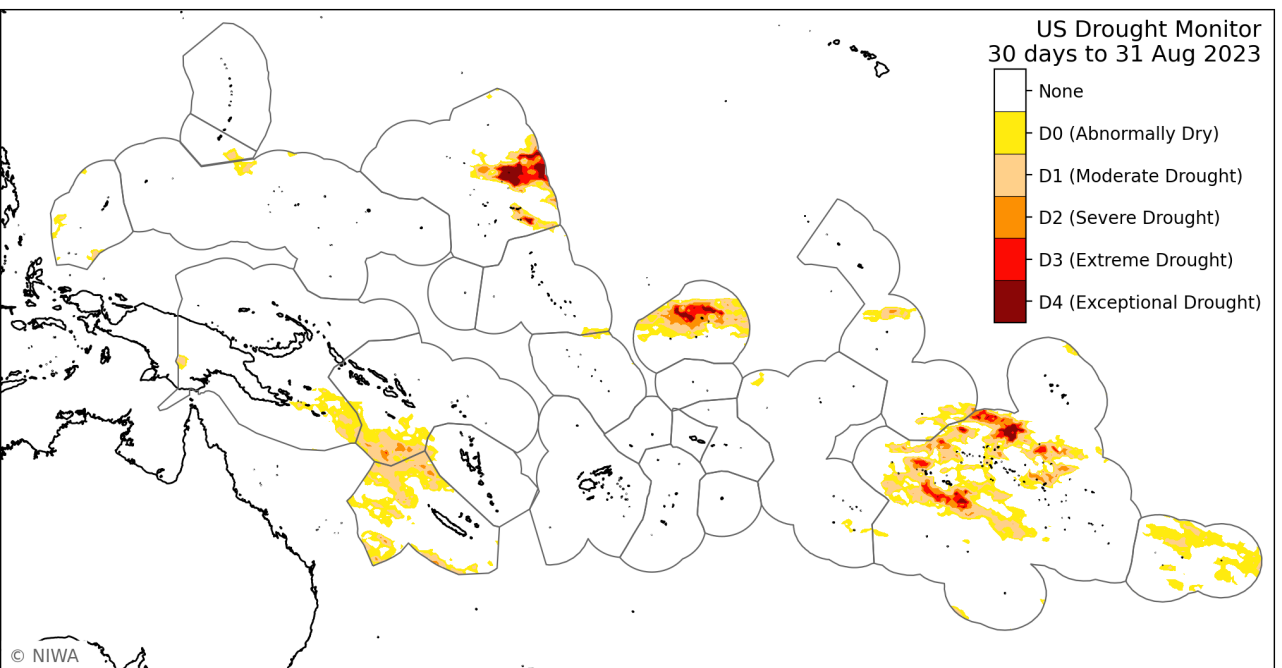 US Drought Monitor
30 days to 31 Aug 2023
None
D0 (Abnormally Dry)
D1 (Moderate Drought)
D2 (Severe Drought)
D3 (Extreme Drought)
D4 (Exceptional Drought)
© NIWA